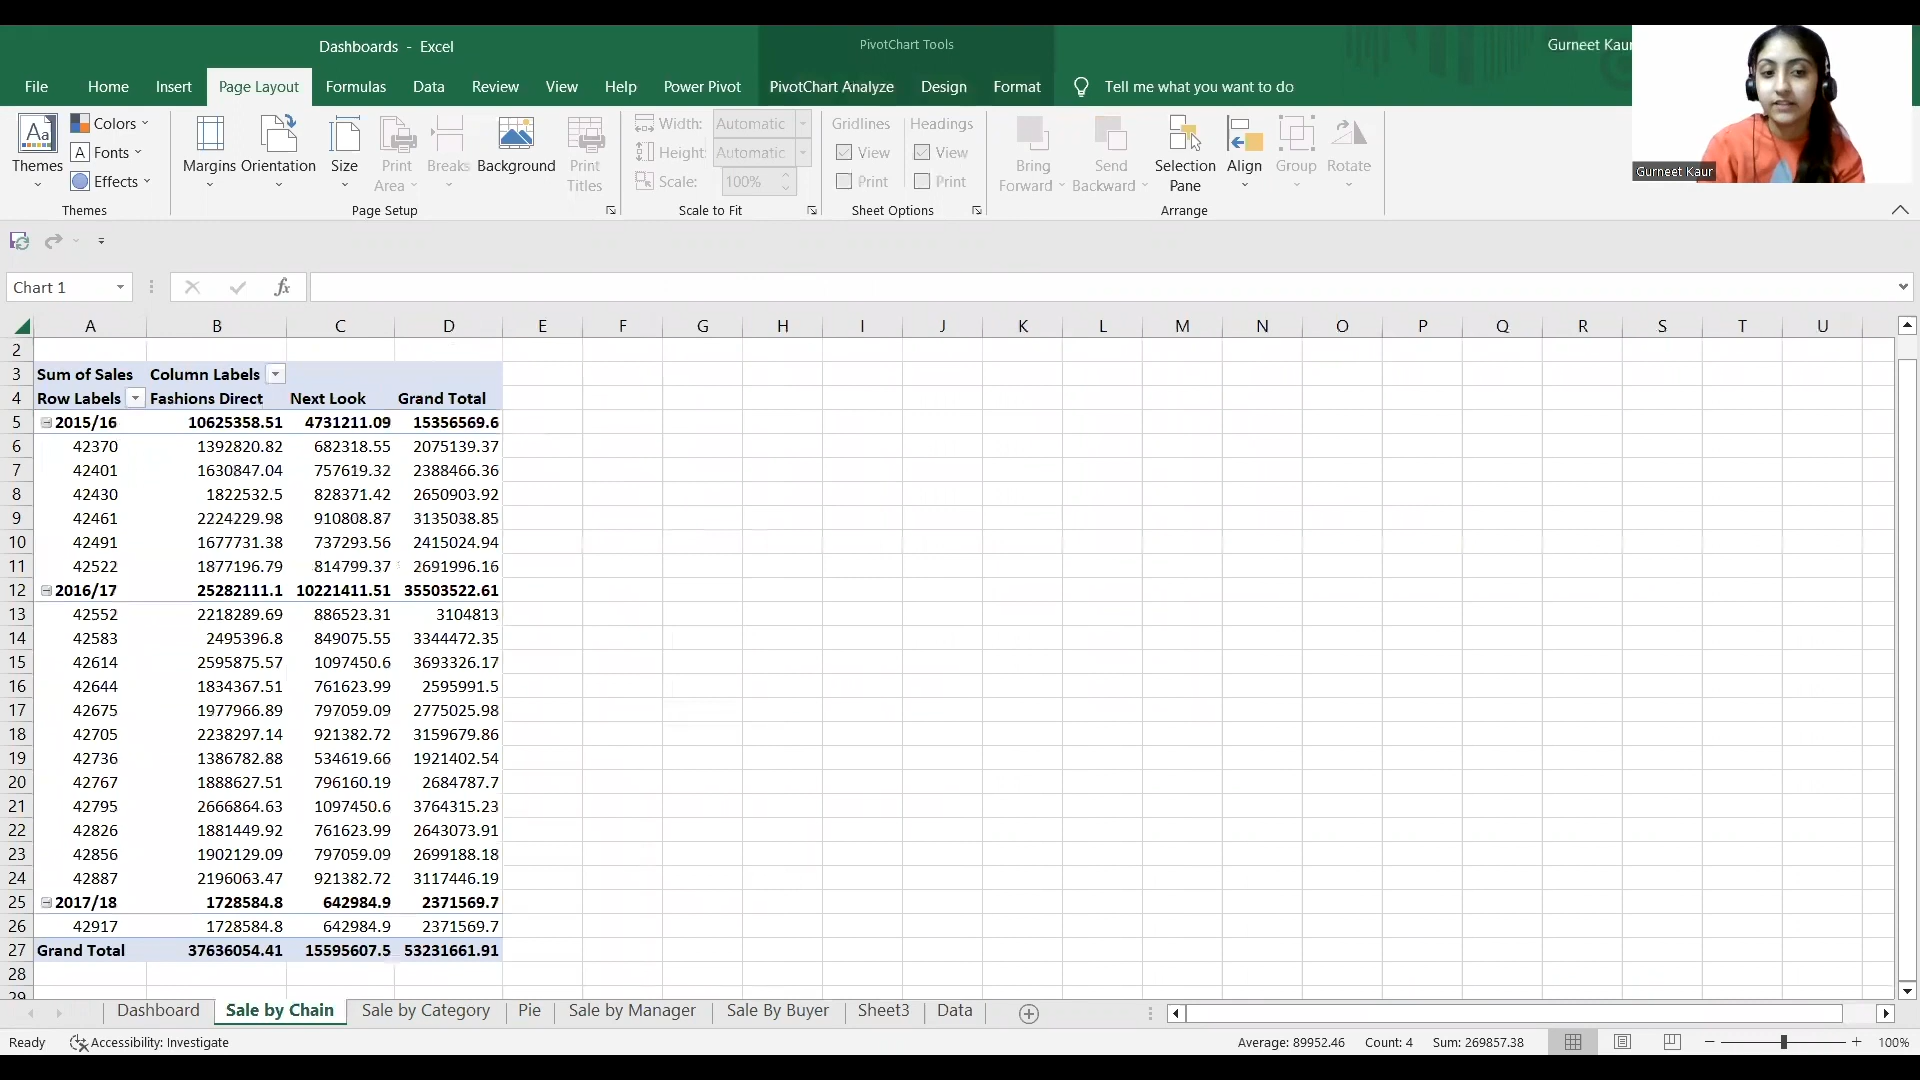 Dashboards - Excel
PivotChart Tools
Gurneet Kaur
File Home Insert Page Layout Formulas Data Review View Help Power Pivot PivotChart Analyze Design Format Tell me what you want to do
Gurneet Kaur
Aa Themes
Colors
Fonts
Effects
Themes
Margins Orientation Size Print Area Breaks Background Print Titles
Page Setup
Width: Automatic
Height: Automatic
Scale: 100%
Scale to Fit
Gridlines Headings
View View
Print Print
Sheet Options
Bring Forward Send Backward Selection Pane Align Group Rotate
Arrange
Chart 1 fx
A B C D E F G H I J K L M N O P Q R S T U
2
3 Sum of Sales Column Labels
4 Row Labels Fashions Direct Next Look Grand Total
5 2015/16 10625358.51 4731211.09 15356569.6
6 42370 1392820.82 682318.55 2075139.37
7 42401 1630847.04 757619.32 2388466.36
8 42430 1822532.5 828371.42 2650903.92
9 42461 2224229.98 910808.87 3135038.85
10 42491 1677731.38 737293.56 2415024.94
11 42522 1877196.79 814799.37 2691996.16
12 2016/17 25282111.1 10221411.51 35503522.61
13 42552 2218289.69 886523.31 3104813
14 42583 2495396.8 849075.55 3344472.35
15 42614 2595875.57 1097450.6 3693326.17
16 42644 1834367.51 761623.99 2595991.5
17 42675 1977966.89 797059.09 2775025.98
18 42705 2238297.14 921382.72 3159679.86
19 42736 1386782.88 534619.66 1921402.54
20 42767 1888627.51 796160.19 2684787.7
21 42795 2666864.63 1097450.6 3764315.23
22 42826 1881449.92 761623.99 2643073.91
23 42856 1902129.09 797059.09 2699188.18
24 42887 2196063.47 921382.72 3117446.19
25 2017/18 1728584.8 642984.9 2371569.7
26 42917 1728584.8 642984.9 2371569.7
27 Grand Total 37636054.41 15595607.5 53231661.91
28
29
Dashboard Sale by Chain Sale by Category Pie Sale by Manager Sale By Buyer Sheet3 Data
Ready Accessibility: Investigate Average: 89952.46 Count: 4 Sum: 269857.38 100%